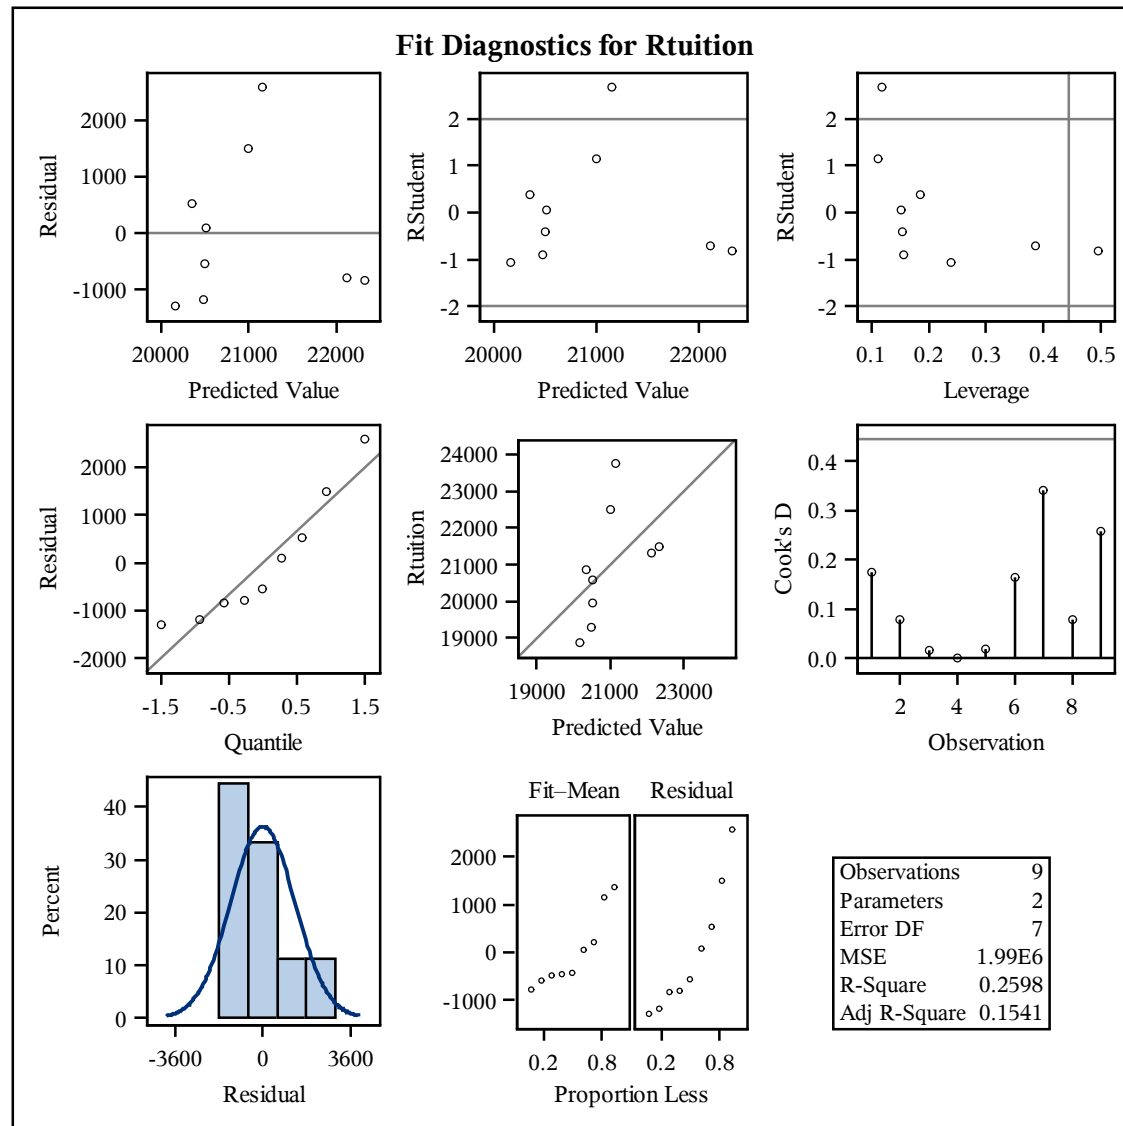 Fit Diagnostics for Rtuition
2000
1000
0
-1000
Residual
20000 21000 22000
Predicted Value
2
1
0
-1
-2
RStudent
20000 21000 22000
Predicted Value
2
1
0
-1
-2
RStudent
0.1 0.2 0.3 0.4 0.5
Leverage
2000
1000
0
-1000
-2000
Residual
-1.5 -0.5 0.5 1.5
Quantile
24000
23000
22000
21000
20000
19000
Rtuition
19000 21000 23000
Predicted Value
0.4
0.3
0.2
0.1
0.0
Cook's D
2 4 6 8
Observation
40
30
20
10
0
Percent
-3600 0 3600
Residual
Fit–Mean Residual
2000
1000
0
-1000
0.2 0.8 0.2 0.8
Proportion Less
Observations 9
Parameters 2
Error DF 7
MSE 1.99E6
R-Square 0.2598
Adj R-Square 0.1541